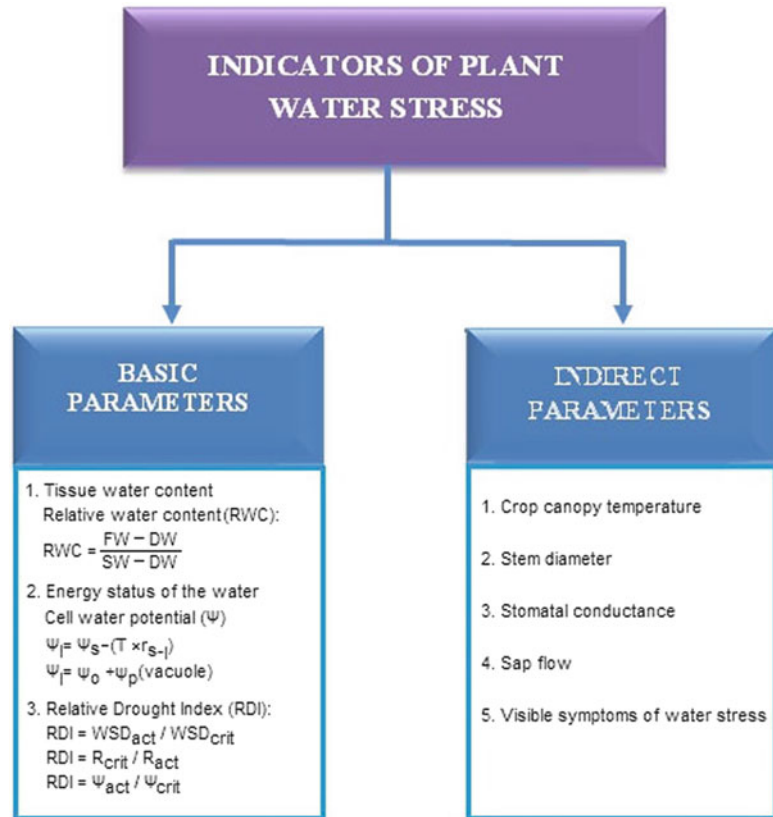 INDICATORS OF PLANT
WATER STRESS
BASIC
PARAMETERS
1. Tissue water content
Relative water content(RWC):
RWC = FW − DW / SW − DW
2. Energy status of the water
Cell water potential (Ψ)
Ψl= Ψs−(T ×rs-l)
Ψl= Ψo +Ψp(vacuole)
3. Relative Drought Index (RDI):
RDI = WSDact / WSDcrit
RDI = Rcrit / Ract
RDI = Ψact / Ψcrit
INDIRECT
PARAMETERS
1. Crop canopy temperature
2. Stem diameter
3. Stomatal conductance
4. Sap flow
5. Visible symptoms of water stress